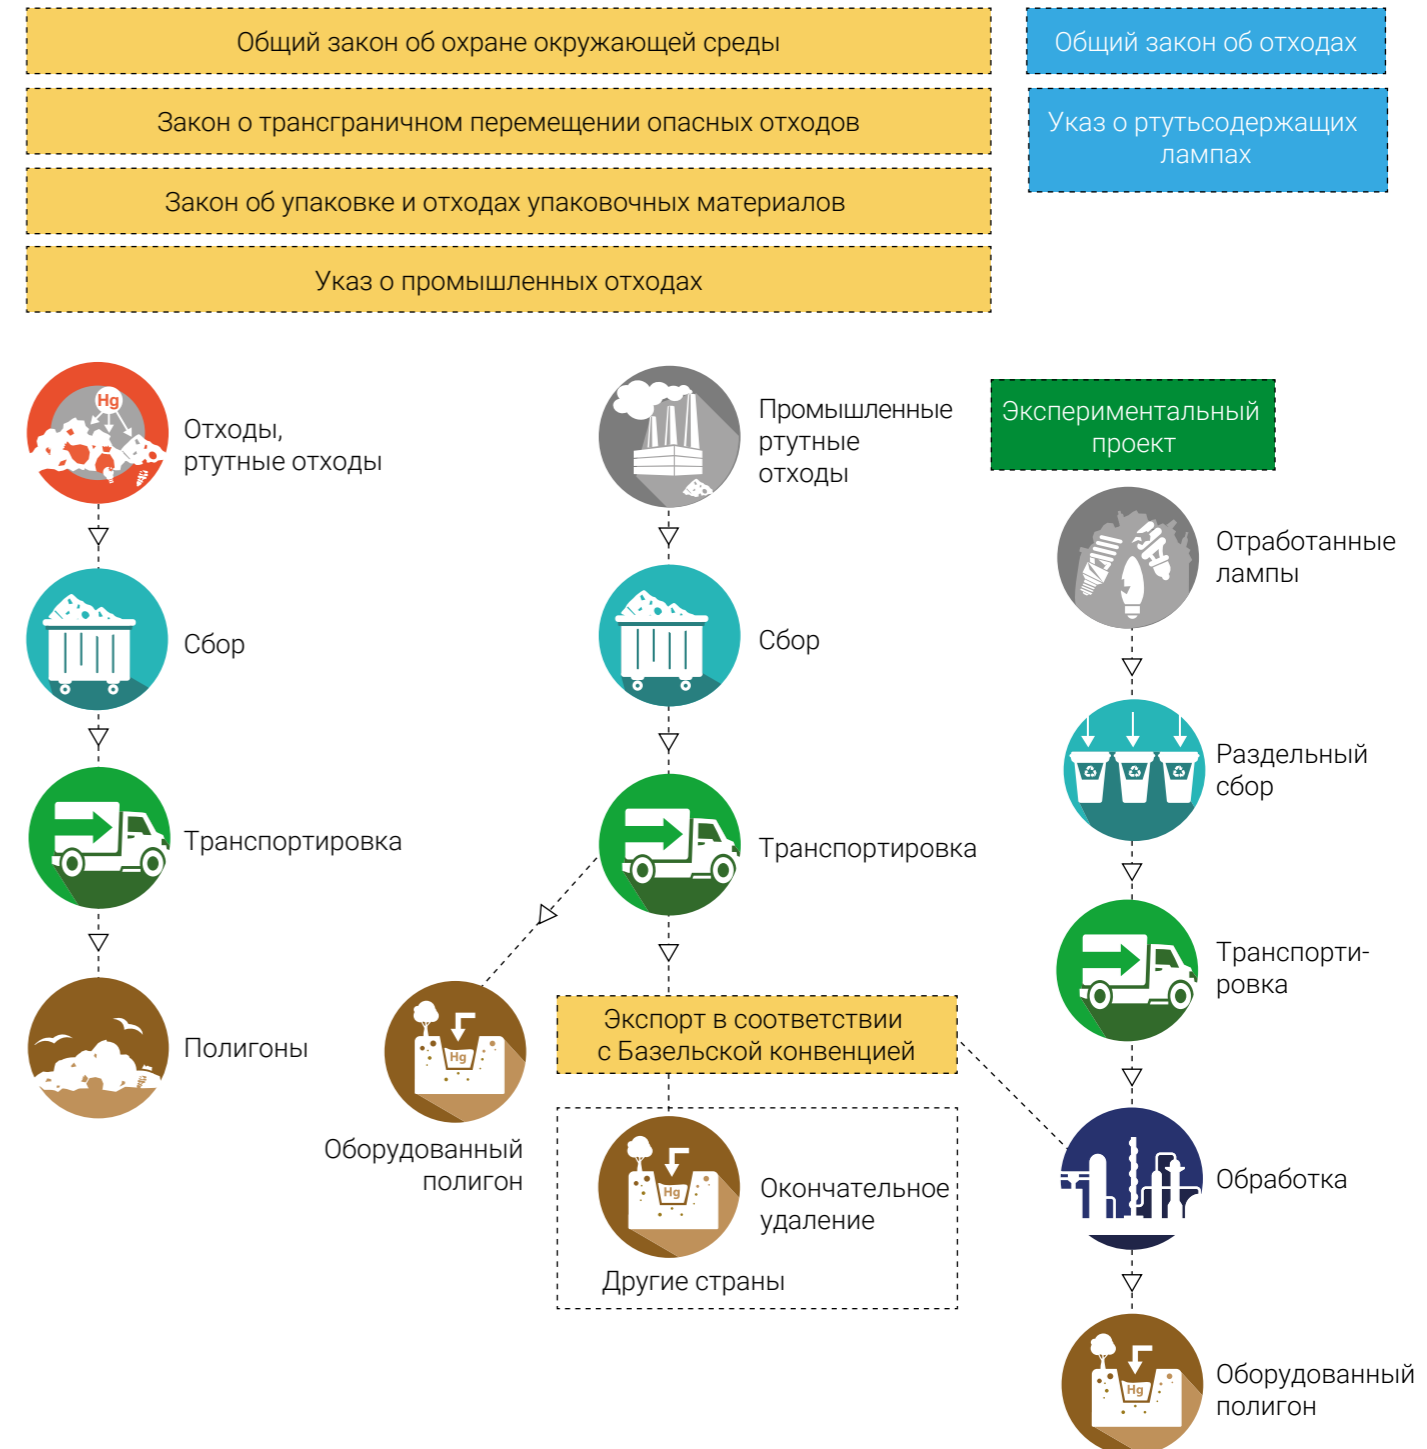 Общий закон об охране окружающей среды
Закон о трансграничном перемещении опасных отходов
Закон об упаковке и отходах упаковочных материалов
Указ о промышленных отходах
Общий закон об отходах
Указ о ртутьсодержащих
лампах
Hg
Отходы,
ртутные отходы
Сбор
Транспортировка
Полигоны
Промышленные
ртутные
отходы
Сбор
Транспортировка
Hg
Оборудованный
полигон
Экспорт в соответствии
с Базельской конвенцией
Hg
Окончательное
удаление
Другие страны
Экспериментальный
проект
Отработанные
лампы
Раздельный
сбор
Транспорти-
ровка
Обработка
Hg
Оборудованный
полигон